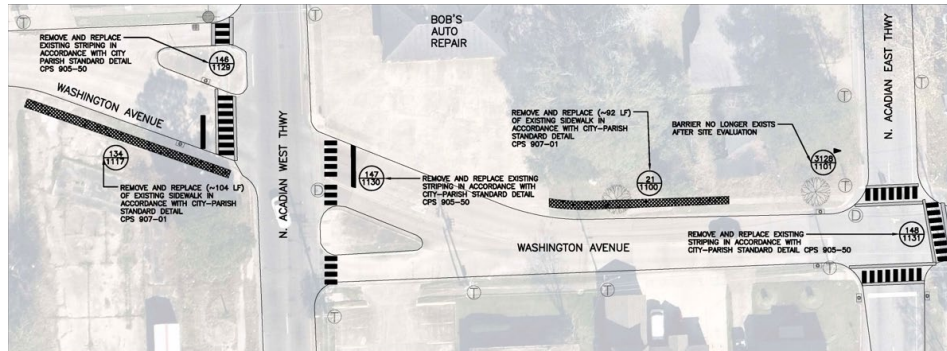 BOB'S
AUTO
REPAIR
REMOVE AND REPLACE
EXISTING STRIPING IN
ACCORDANCE WITH CITY
PARISH STANDARD DETAIL
CPS 905-50
146
1129
WASHINGTON AVENUE
134
1117
REMOVE AND REPLACE (~104 LF)
OF EXISTING SIDEWALK IN
ACCORDANCE WITH CITY-PARISH
STANDARD DETAIL
CPS 907-01
N. ACADIAN WEST THWY
147
1130
REMOVE AND REPLACE EXISTING
STRIPING IN ACCORDANCE WITH
CITY-PARISH STANDARD DETAIL
CPS 905-50
REMOVE AND REPLACE (~92 LF)
OF EXISTING SIDEWALK IN
ACCORDANCE WITH CITY-PARISH
STANDARD DETAIL
CPS 907-01
21
1100
BARRIER NO LONGER EXISTS
AFTER SITE EVALUATION
3128
1101
N. ACADIAN EAST THWY
WASHINGTON AVENUE
REMOVE AND REPLACE EXISTING
STRIPING IN ACCORDANCE WITH
CITY-PARISH STANDARD DETAIL CPS 905-50
148
1131
T
T
T
T
T
T
T
T
T
D
D